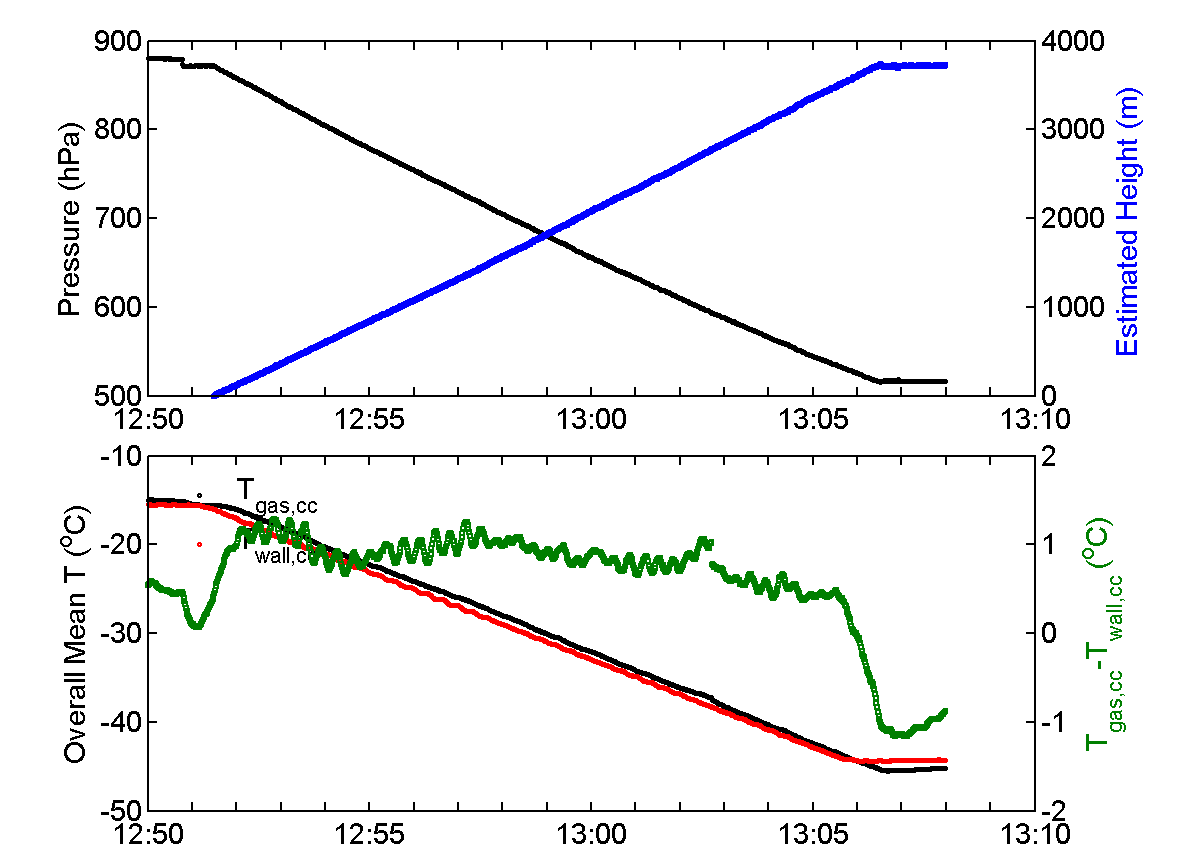 900
800
700
600
500
Pressure (hPa)
4000
3000
2000
1000
0
Estimated Height (m)
12:50 12:55 13:00 13:05 13:10
-10
-20
-30
-40
-50
Overall Mean T (°C)
T gas,cc
T wall,cc
2
1
0
-1
-2
T gas,cc -T wall,cc (°C)
12:50 12:55 13:00 13:05 13:10